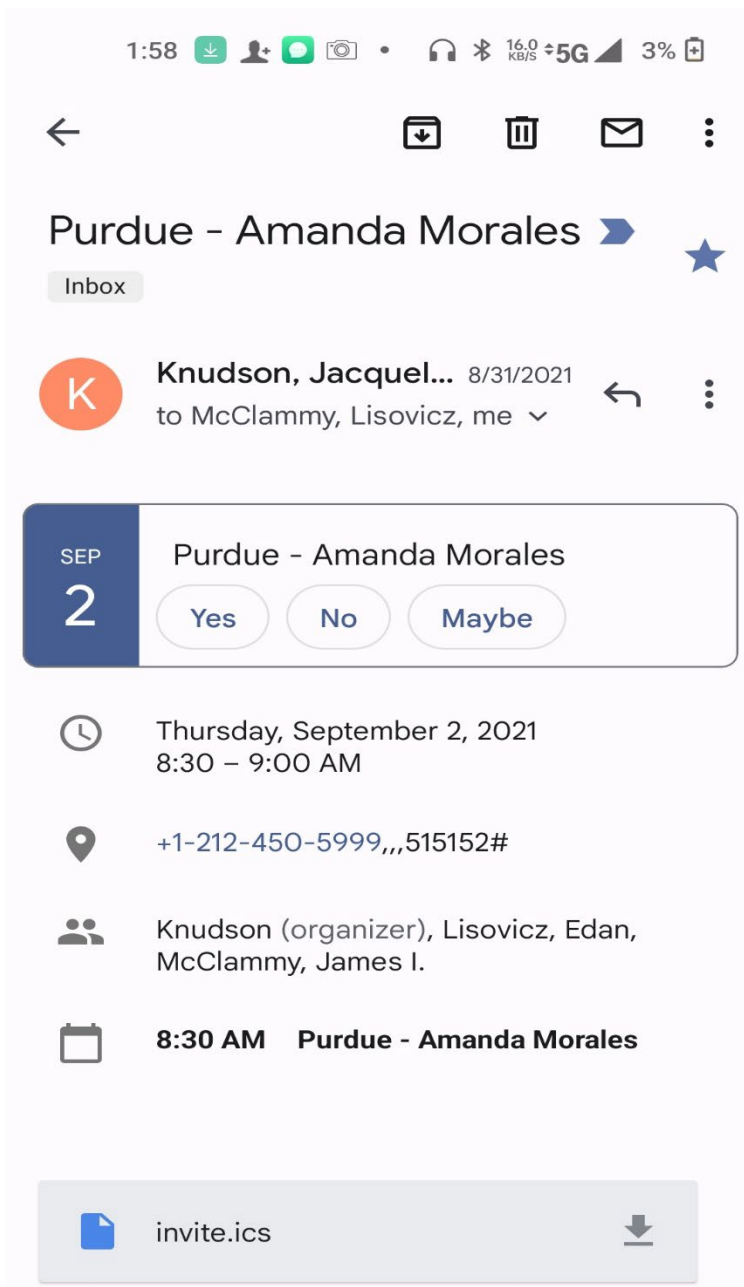 1:58 16.0 KB/S 5G 3%
Purdue - Amanda Morales
Inbox
K
Knudson, Jacquel... 8/31/2021
to McClammy, Lisovicz, me
SEP
2
Purdue - Amanda Morales
Yes No Maybe
Thursday, September 2, 2021
8:30 – 9:00 AM
+1-212-450-5999,,,515152#
Knudson (organizer), Lisovicz, Edan,
McClammy, James I.
8:30 AM Purdue - Amanda Morales
invite.ics